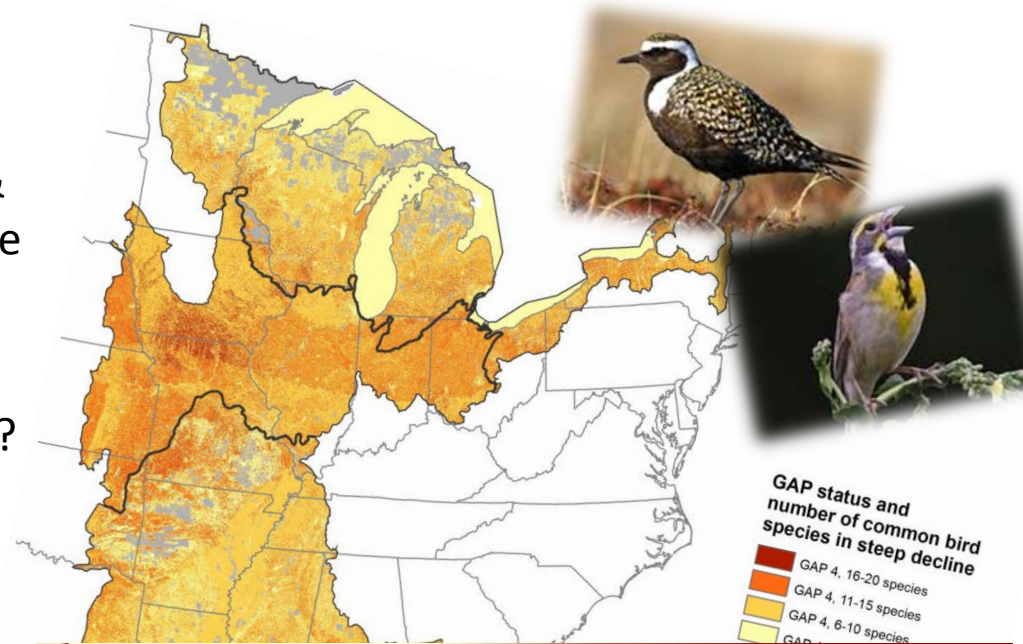 &
e
?
GAP status and
number of common bird
species in steep decline
GAP 4, 16-20 species
GAP 4, 11-15 species
GAP 4, 6-10 species
GAP